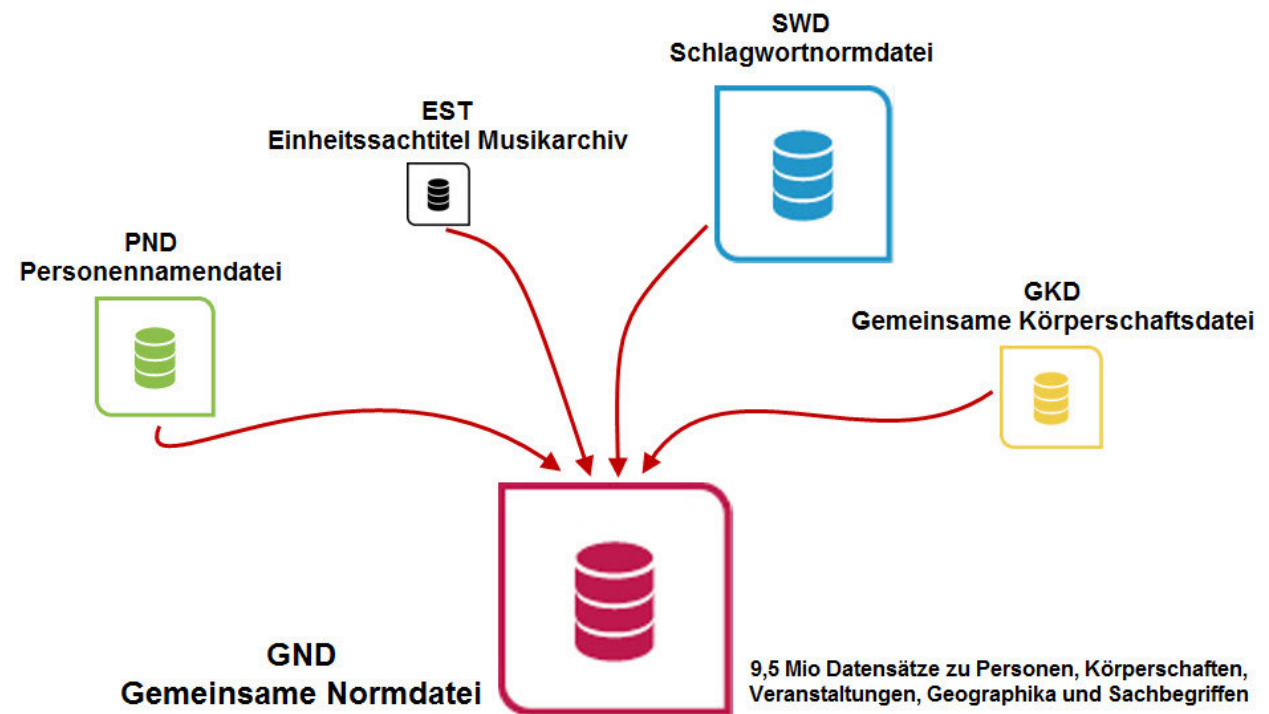 SWD
Schlagwortnormdatei
EST
Einheitssachtitel Musikarchiv
PND
Personennamendatei
GKD
Gemeinsame Körperschaftsdatei
GND
Gemeinsame Normdatei
9,5 Mio Datensätze zu Personen, Körperschaften,
Veranstaltungen, Geographika und Sachbegriffen